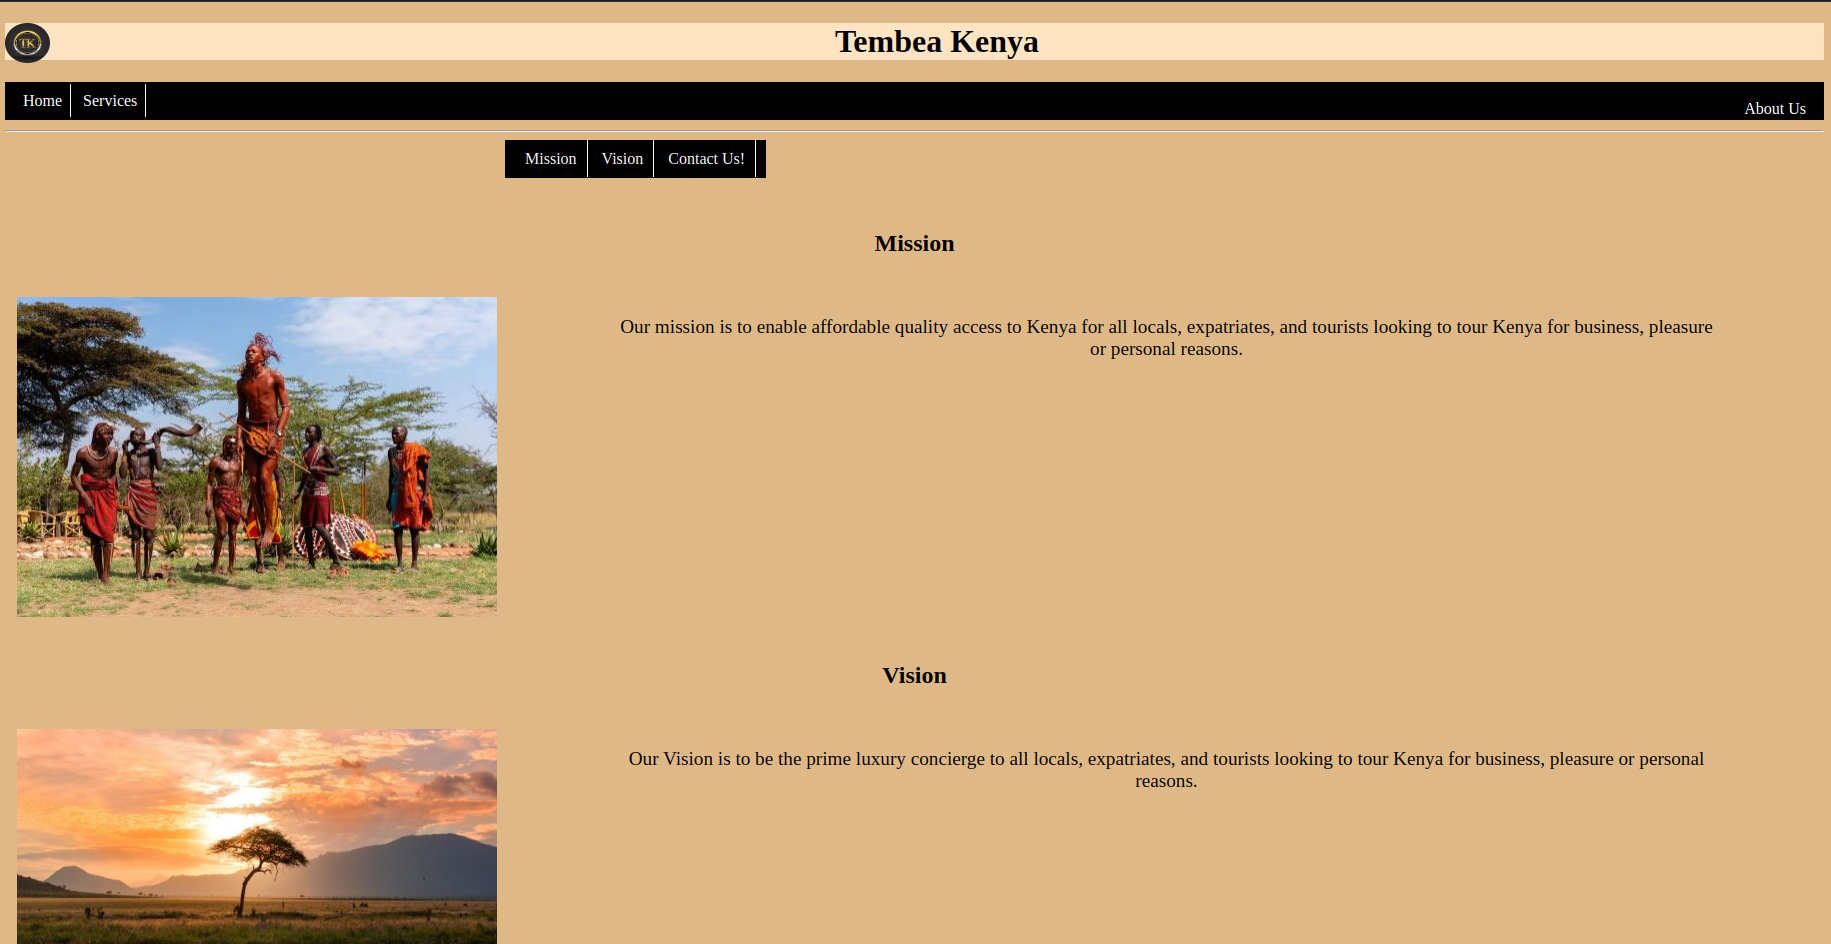 TK
Tembea Kenya
Home Services About Us
Mission Vision Contact Us!
Mission
Our mission is to enable affordable quality access to Kenya for all locals, expatriates, and tourists looking to tour Kenya for business, pleasure
or personal reasons.
Vision
Our Vision is to be the prime luxury concierge to all locals, expatriates, and tourists looking to tour Kenya for business, pleasure or personal
reasons.